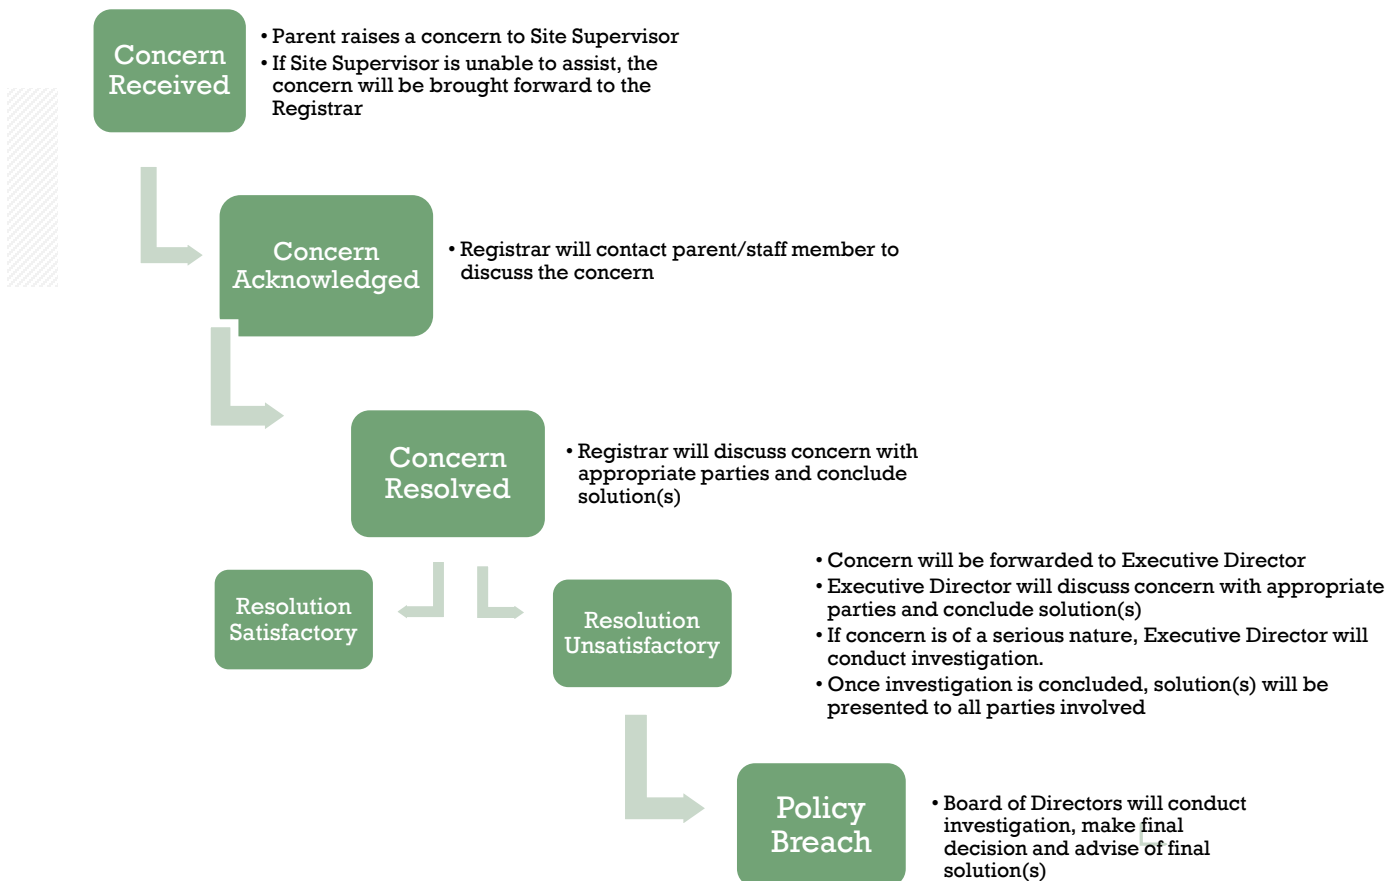 Concern
Received
• Parent raises a concern to Site Supervisor
• If Site Supervisor is unable to assist, the
concern will be brought forward to the
Registrar
Concern
Acknowledged
• Registrar will contact parent/staff member to
discuss the concern
Concern
Resolved
• Registrar will discuss concern with
appropriate parties and conclude
solution(s)
Resolution
Satisfactory
Resolution
Unsatisfactory
• Concern will be forwarded to Executive Director
• Executive Director will discuss concern with appropriate
parties and conclude solution(s)
• If concern is of a serious nature, Executive Director will
conduct investigation.
• Once investigation is concluded, solution(s) will be
presented to all parties involved
Policy
Breach
• Board of Directors will conduct
investigation, make final
decision and advise of final
solution(s)